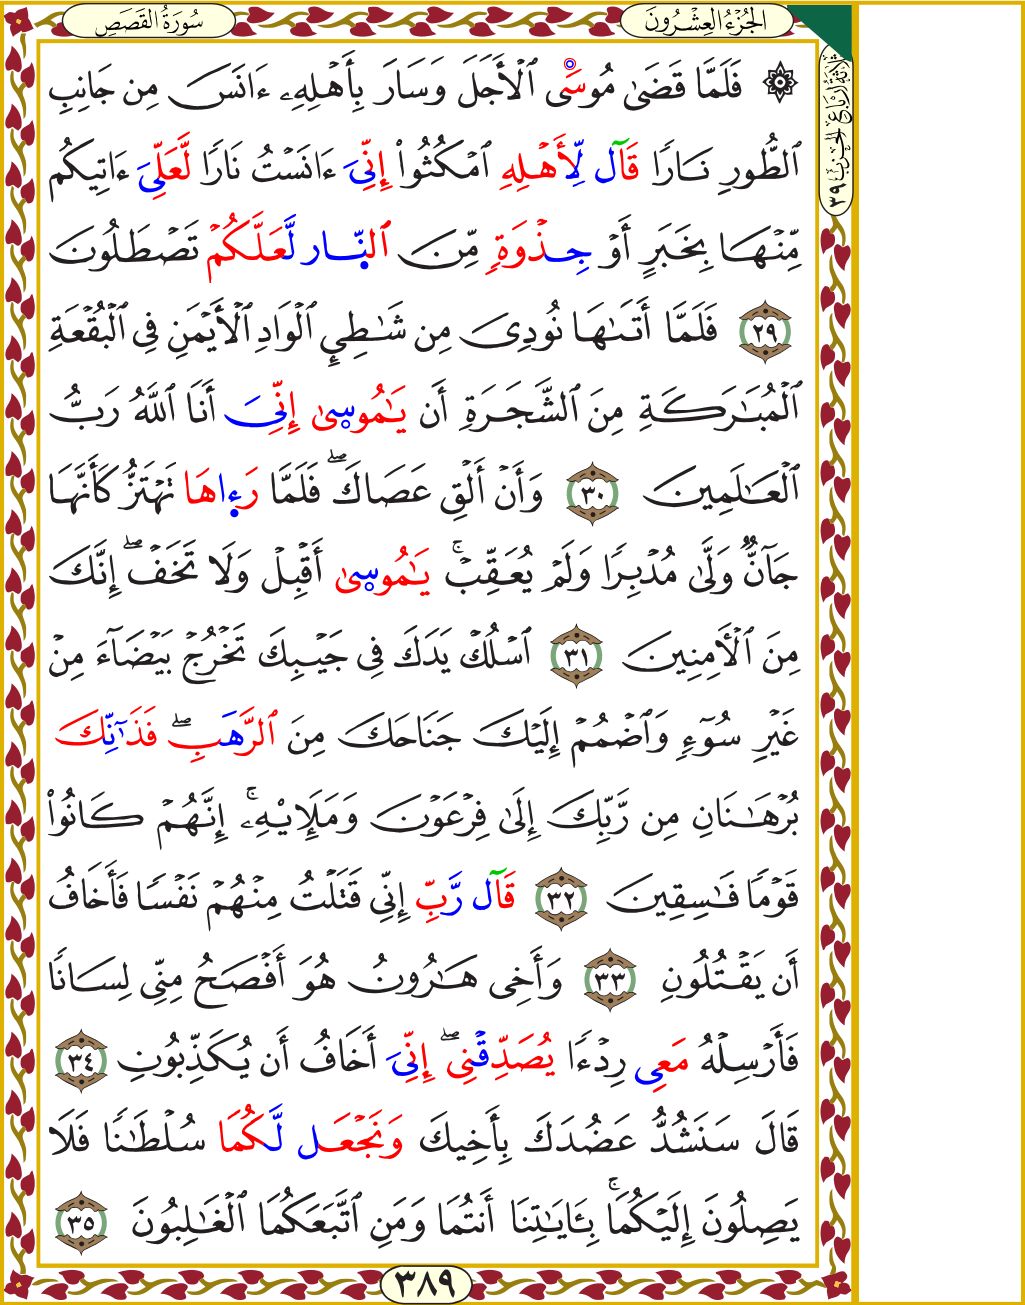 سُورَةُ القَصَصِ
الجُزْءُ العِشْرُونَ
۞ فَلَمَّا قَضَىٰ مُوسَى ٱلْأَجَلَ وَسَارَ بِأَهْلِهِۦٓ ءَانَسَ مِن جَانِبِ
ٱلطُّورِ نَارًا قَآل لِّأَهْلِهِ ٱمْكُثُوٓاْ إِنِّيَ ءَانَسْتُ نَارًا لَّعَلِّيَ ءَاتِيكُم
مِّنْهَا بِخَبَرٍ أَوْ جِذْوَةٍ مِّنَ ٱلنّ۪ار لَّعَلَّكُمْ تَصْطَلُونَ
٢٩ فَلَمَّآ أَتَىٰهَا نُودِىَ مِن شَٰطِيِٕ ٱلْوَادِ ٱلْأَيْمَنِ فِى ٱلْبُقْعَةِ
ٱلْمُبَٰرَكَةِ مِنَ ٱلشَّجَرَةِ أَن يَٰمُوسۭىٰ إِنِّيَ أَنَا ٱللَّهُ رَبُّ
ٱلْعَٰلَمِينَ ٣٠ وَأَنْ أَلْقِ عَصَاكَۖ فَلَمَّا رَء۪اهَا تَهْتَزُّ كَأَنَّهَا
جَآنٌّ وَلَّىٰ مُدْبِرًا وَلَمْ يُعَقِّبْۚ يَٰمُوسۭىٰ أَقْبِلْ وَلَا تَخَفْۖ إِنَّكَ
مِنَ ٱلْأَمِنِينَ ٣١ ٱسْلُكْ يَدَكَ فِى جَيْبِكَ تَخْرُجْ بَيْضَآءَ مِنْ
غَيْرِ سُوٓءٍ وَٱضْمُمْ إِلَيْكَ جَنَاحَكَ مِنَ ٱلرَّهَبِۖ فَذَٰٓنِّكَ
بُرْهَٰنَانِ مِن رَّبِّكَ إِلَىٰ فِرْعَوْنَ وَمَلَإِيْهِۦٓۚ إِنَّهُمْ كَانُواْ
قَوْمًا فَٰسِقِينَ ٣٢ قَآل رَّبِّ إِنِّى قَتَلْتُ مِنْهُمْ نَفْسًا فَأَخَافُ
أَن يَقْتُلُونِ ٣٣ وَأَخِى هَٰرُونُ هُوَ أَفْصَحُ مِنِّى لِسَانًا
فَأَرْسِلْهُ مَعِى رِدْءًا يُصَدِّقْنِىۖ إِنِّيَ أَخَافُ أَن يُكَذِّبُونِ ٣٤
قَالَ سَنَشُدُّ عَضُدَكَ بِأَخِيكَ وَنَجْعَل لَّكُمَا سُلْطَٰنًا فَلَا
يَصِلُونَ إِلَيْكُمَاۚ بِـَٔايَٰتِنَآ أَنتُمَا وَمَنِ ٱتَّبَعَكُمَا ٱلْغَٰلِبُونَ ٣٥
٣٨٩